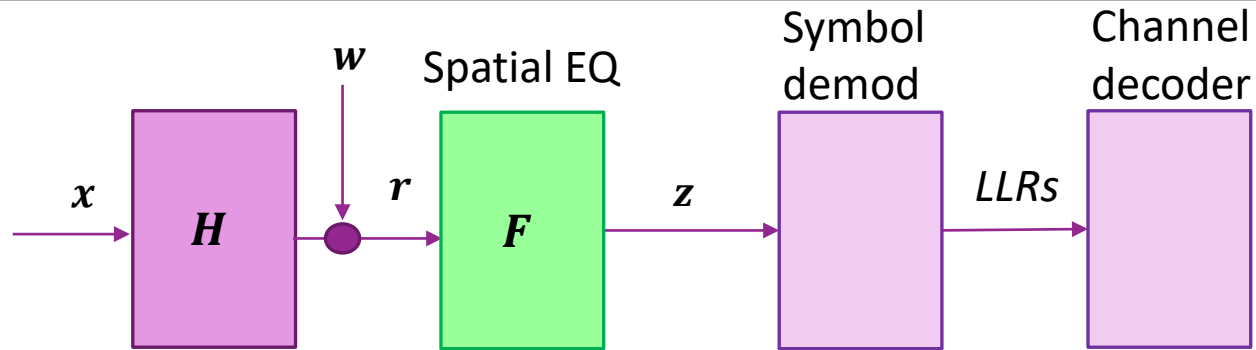 Symbol
demod
Channel
decoder
w
Spatial EQ
x
H
r
F
z
LLRs